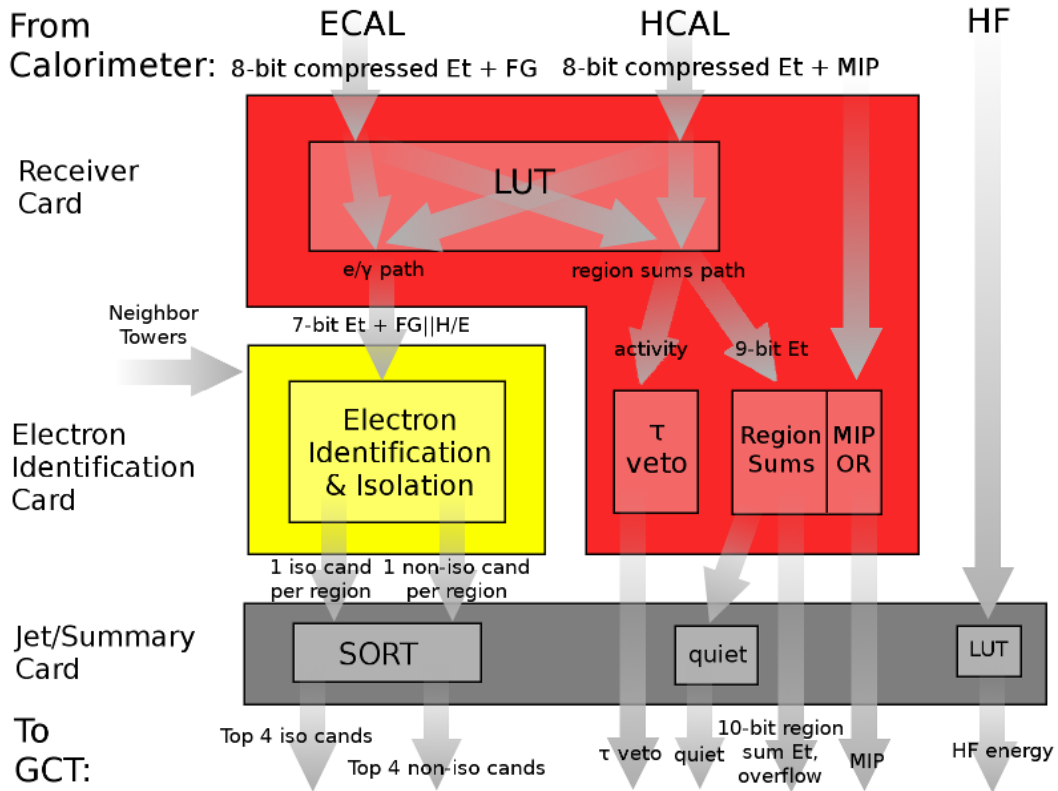 From
Calorimeter:
ECAL
HCAL
HF
8-bit compressed Et + FG
8-bit compressed Et + MIP
Receiver
Card
LUT
e/γ path
region sums path
Neighbor
Towers
7-bit Et + FG||H/E
activity
9-bit Et
Electron
Identification
Card
Electron
Identification
& Isolation
τ
veto
Region
Sums
MIP
OR
1 iso cand
per region
1 non-iso cand
per region
Jet/Summary
Card
SORT
quiet
LUT
To
GCT:
Top 4 iso cands
Top 4 non-iso cands
τ veto
quiet
10-bit region
sum Et,
overflow
MIP
HF energy